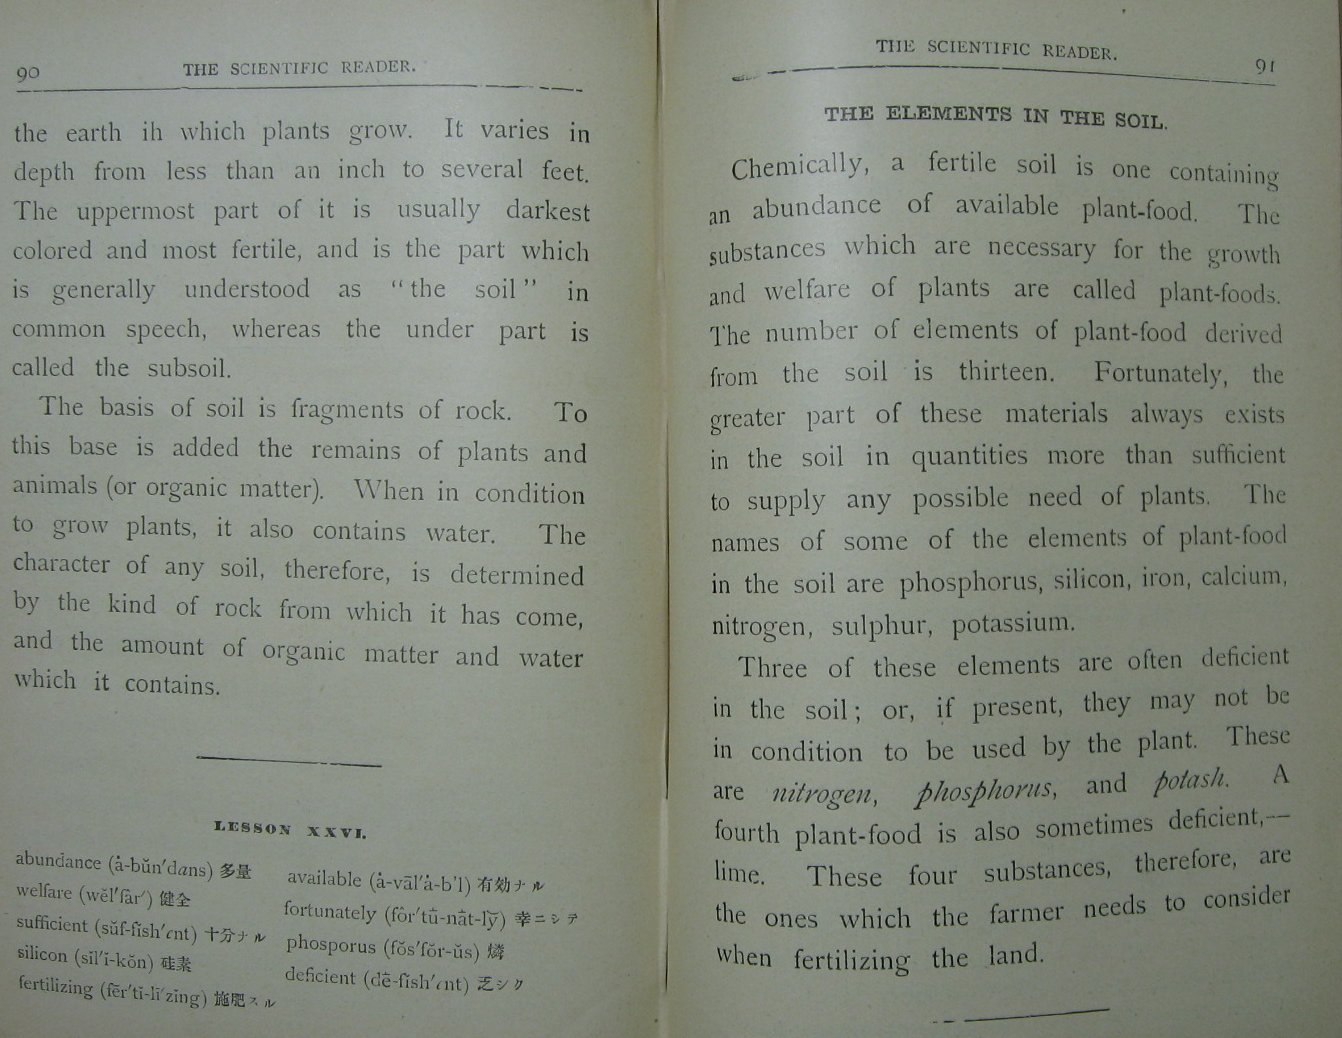 90
THE SCIENTIFIC READER.
the earth ih which plants grow. It varies in
depth from less than an inch to several feet.
The uppermost part of it is usually darkest
colored and most fertile, and is the part which
is generally understood as "the soil" in
common speech, whereas the under part is
called the subsoil.
The basis of soil is fragments of rock. To
this base is added the remains of plants and
animals (or organic matter). When in condition
to grow plants, it also contains water. The
character of any soil, therefore, is determined
by the kind of rock from which it has come,
and the amount of organic matter and water
which it contains.
LESSON XXVI.
abundance (ȧ-bŭn′dans) 多量
welfare (wĕl′fâr′) 健全
sufficient (sŭf-fĭsh′ent) 十分ナル
silicon (sĭl′ĭ-kŏn) 硅素
fertilizing (fẽr′tĭ-lī′zĭng) 施肥スル
available (ȧ-vāl′ȧ-b'l) 有効ナル
fortunately (fôr′tū-nāt-lў) 幸ニシテ
phosporus (fŏs′fŏr-ŭs) 燐
deficient (dē-fĭsh′ent) 乏シク
THE SCIENTIFIC READER.
91
THE ELEMENTS IN THE SOIL.
Chemically, a fertile soil is one containing
an abundance of available plant-food. The
substances which are necessary for the growth
and welfare of plants are called plant-foods.
The number of elements of plant-food derived
from the soil is thirteen. Fortunately, the
greater part of these materials always exists
in the soil in quantities more than sufficient
to supply any possible need of plants. The
names of some of the elements of plant-food
in the soil are phosphorus, silicon, iron, calcium,
nitrogen, sulphur, potassium.
Three of these elements are often deficient
in the soil; or, if present, they may not be
in condition to be used by the plant. These
are nitrogen, phosphorus, and potash. A
fourth plant-food is also sometimes deficient,—
lime. These four substances, therefore, are
the ones which the farmer needs to consider
when fertilizing the land.